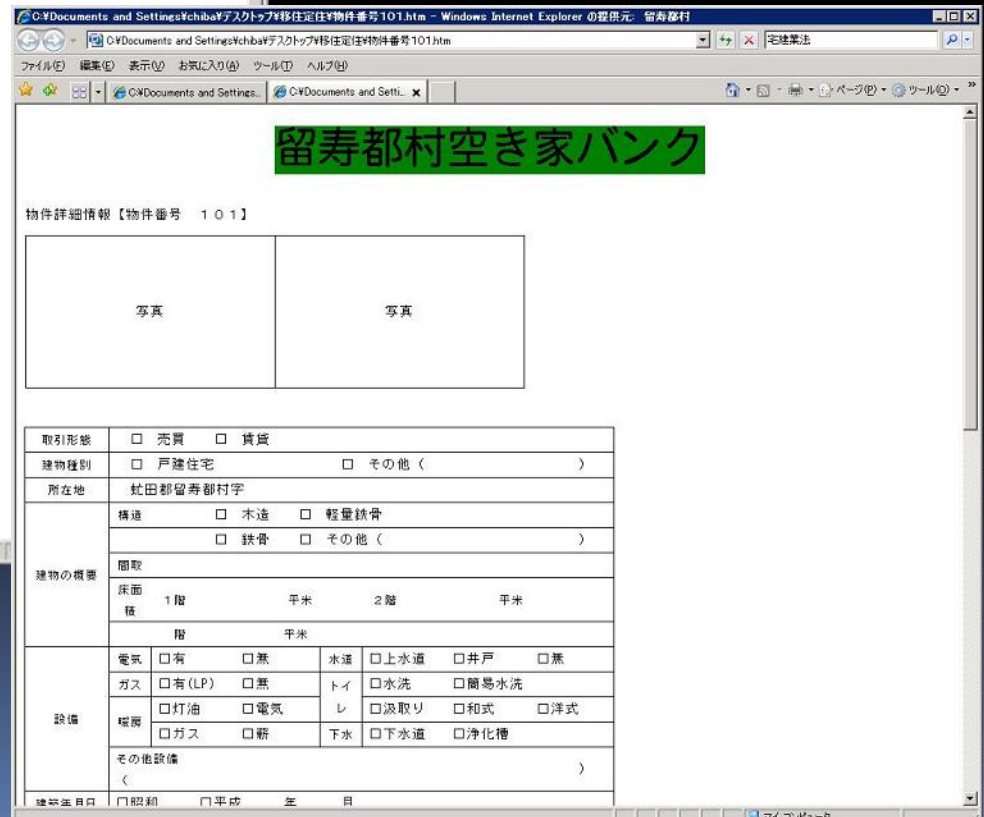 C:¥Documents and Settings¥chiba¥デスクトップ¥移住定住¥物件番号101.htm - Windows Internet Explorer の提供元: 留寿都村
C:¥Documents and Settings¥chiba¥デスクトップ¥移住定住¥物件番号101.htm
宅建業法
ファイル(F) 編集(E) 表示(V) お気に入り(A) ツール(T) ヘルプ(H)
C:¥Documents and Settings... C:¥Documents and Setti... ページ(P) ツール(O)
留寿都村空き家バンク
物件詳細情報【物件番号 101】
写真 写真
取引形態 □ 売買 □ 賃貸
建物種別 □ 戸建住宅 □ その他( )
所在地 虻田郡留寿都村字
建物の概要 構造 □ 木造 □ 軽量鉄骨
□ 鉄骨 □ その他( )
間取
床面積 1階 平米 2階 平米
階 平米
設備 電気 □有 □無 水道 □上水道 □井戸 □無
ガス □有(LP) □無 トイレ □水洗 □簡易水洗
暖房 □灯油 □電気 □汲取り □和式 □洋式
□ガス □薪 下水 □下水道 □浄化槽
その他設備
( )
建築年月日 □昭和 □平成 年 月
マイ コンピュータ